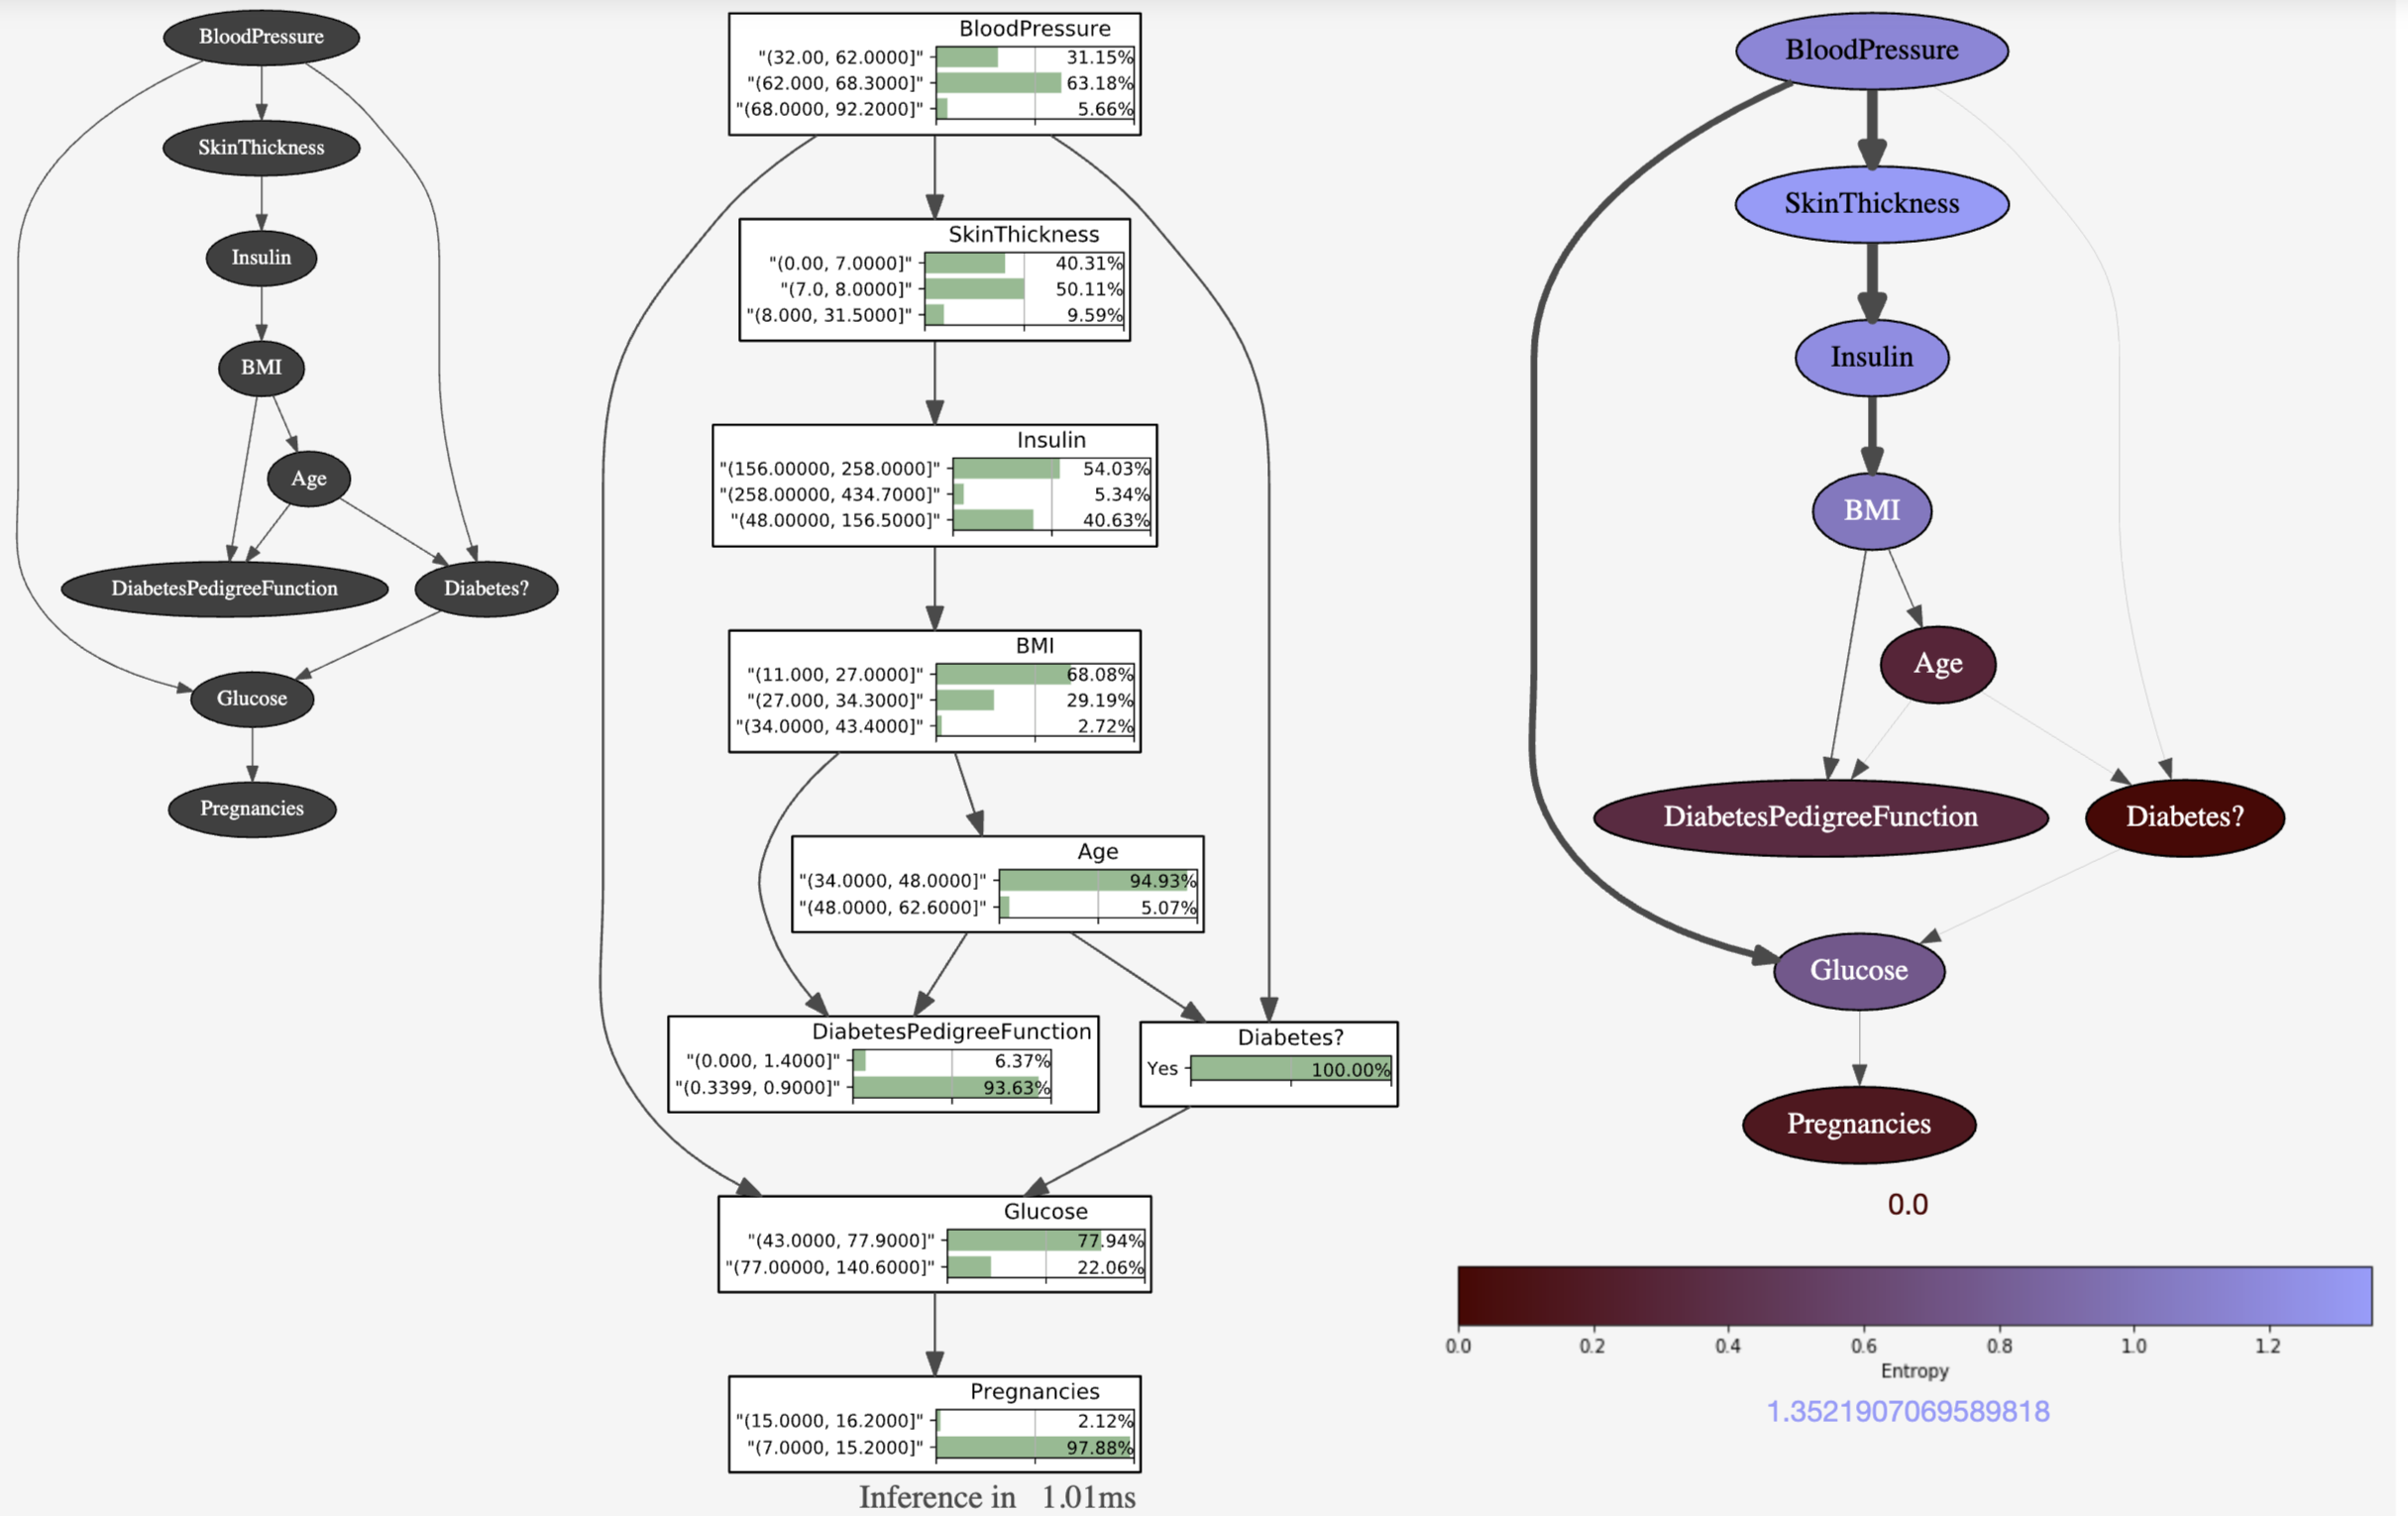 BloodPressure
SkinThickness
Insulin
BMI
Age
DiabetesPedigreeFunction
Diabetes?
Glucose
Pregnancies
BloodPressure
"(32.00, 62.0000]" 31.15%
"(62.000, 68.3000]" 63.18%
"(68.0000, 92.2000]" 5.66%
SkinThickness
"(0.00, 7.0000]" 40.31%
"(7.0, 8.0000]" 50.11%
"(8.000, 31.5000]" 9.59%
Insulin
"(156.00000, 258.0000]" 54.03%
"(258.00000, 434.7000]" 5.34%
"(48.00000, 156.5000]" 40.63%
BMI
"(11.000, 27.0000]" 68.08%
"(27.000, 34.3000]" 29.19%
"(34.0000, 43.4000]" 2.72%
Age
"(34.0000, 48.0000]" 94.93%
"(48.0000, 62.6000]" 5.07%
DiabetesPedigreeFunction
"(0.000, 1.4000]" 6.37%
"(0.3399, 0.9000]" 93.63%
Diabetes?
Yes 100.00%
Glucose
"(43.0000, 77.9000]" 77.94%
"(77.00000, 140.6000]" 22.06%
Pregnancies
"(15.0000, 16.2000]" 2.12%
"(7.0000, 15.2000]" 97.88%
Inference in 1.01ms
BloodPressure
SkinThickness
Insulin
BMI
Age
DiabetesPedigreeFunction
Diabetes?
Glucose
Pregnancies
0.0
0.0 0.2 0.4 0.6 0.8 1.0 1.2
Entropy
1.3521907069589818